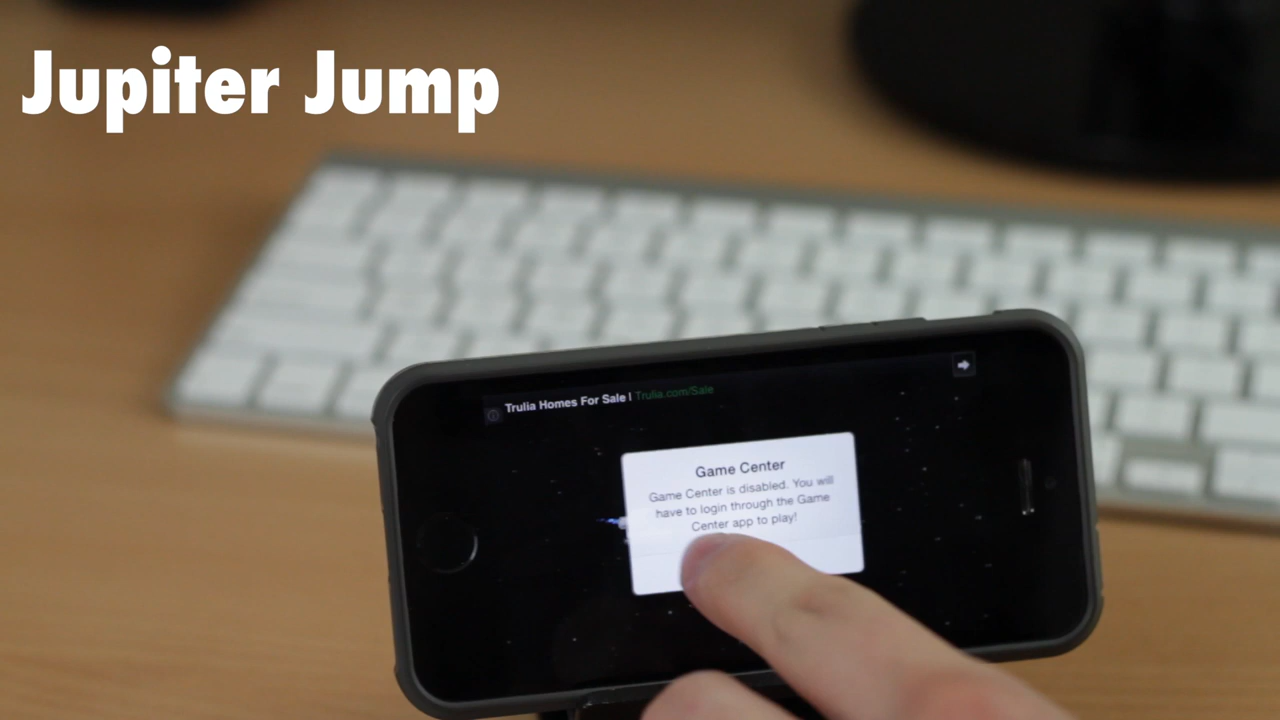 Jupiter Jump
Trulia Homes For Sale | Trulia.com/Sale
Game Center
Game Center is disabled. You will
have to login through the Game
Center app to play!